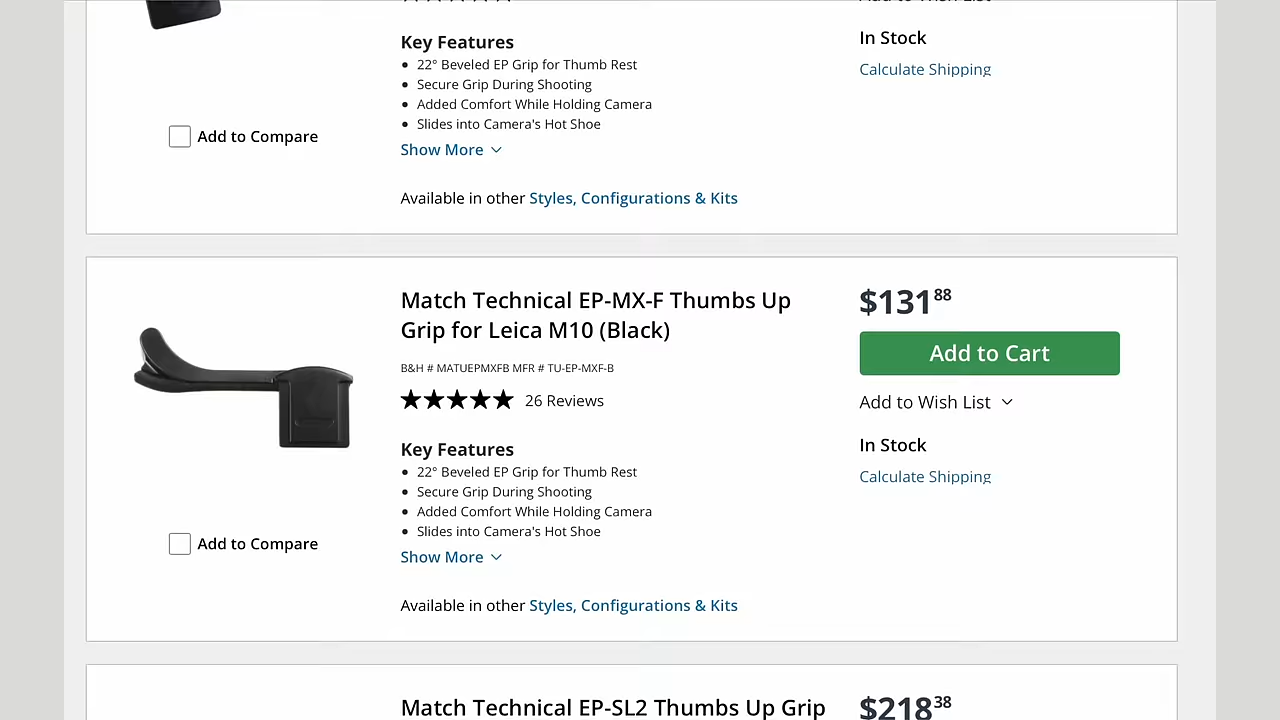 Key Features
In Stock
22° Beveled EP Grip for Thumb Rest
Calculate Shipping
Secure Grip During Shooting
Added Comfort While Holding Camera
Slides into Camera's Hot Shoe
Add to Compare
Show More
Available in other Styles, Configurations & Kits
Match Technical EP-MX-F Thumbs Up
Grip for Leica M10 (Black)
$131 88
Add to Cart
B&H # MATUEPMXFB MFR # TU-EP-MXF-B
26 Reviews
Add to Wish List
Key Features
In Stock
22° Beveled EP Grip for Thumb Rest
Calculate Shipping
Secure Grip During Shooting
Added Comfort While Holding Camera
Slides into Camera's Hot Shoe
Add to Compare
Show More
Available in other Styles, Configurations & Kits
Match Technical EP-SL2 Thumbs Up Grip
$218 38